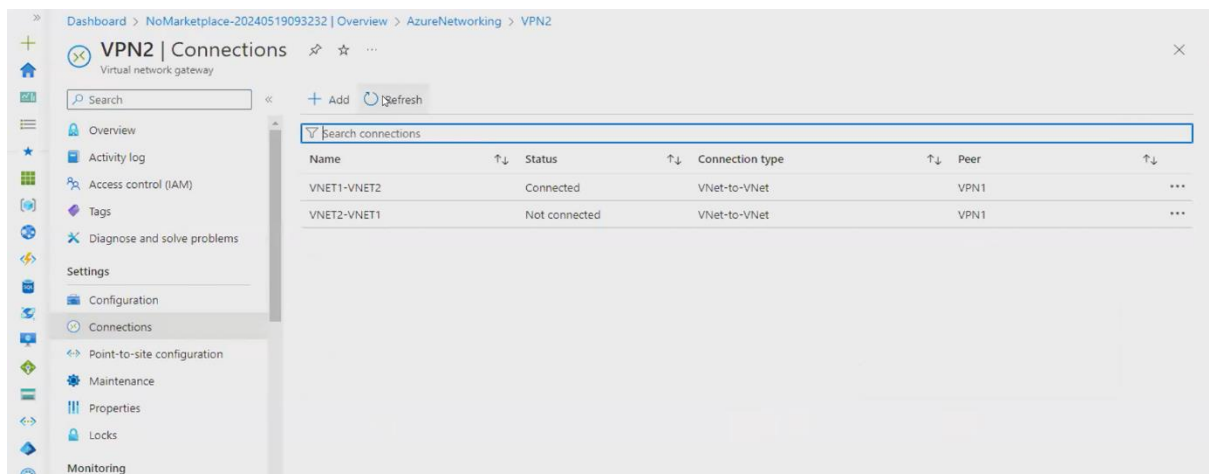 Dashboard > NoMarketplace-20240519093232 | Overview > AzureNetworking > VPN2
VPN2 | Connections
Virtual network gateway
Search
+ Add Refresh
Search connections
Name Status Connection type Peer
VNET1-VNET2 Connected VNet-to-VNet VPN1
VNET2-VNET1 Not connected VNet-to-VNet VPN1
Overview
Activity log
Access control (IAM)
Tags
Diagnose and solve problems
Settings
Configuration
Connections
Point-to-site configuration
Maintenance
Properties
Locks
Monitoring